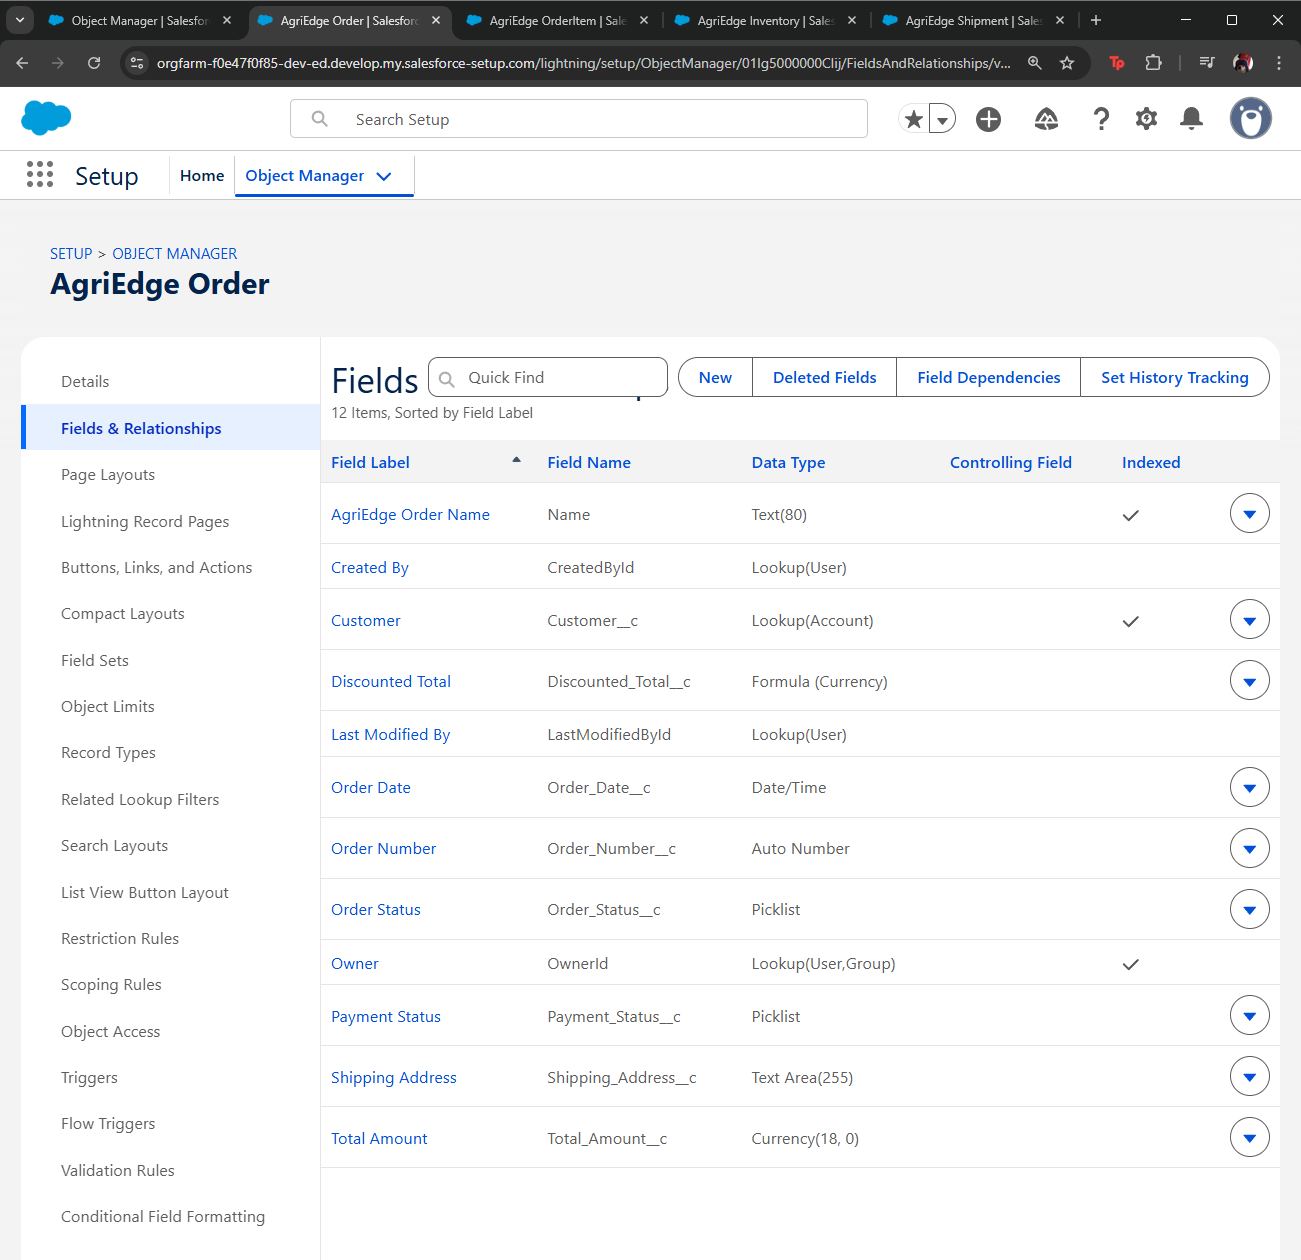 Object Manager | Salesfor
AgriEdge Order | Salesforc
AgriEdge OrderItem | Sale
AgriEdge Inventory | Sales
AgriEdge Shipment | Sales
orgfarm-f0e47f0f85-dev-ed.develop.my.salesforce-setup.com/lightning/setup/ObjectManager/01Ig5000000Clij/FieldsAndRelationships/v...
Tp
Search Setup
Setup
Home
Object Manager
SETUP > OBJECT MANAGER
AgriEdge Order
Details
Fields & Relationships
Page Layouts
Lightning Record Pages
Buttons, Links, and Actions
Compact Layouts
Field Sets
Object Limits
Record Types
Related Lookup Filters
Search Layouts
List View Button Layout
Restriction Rules
Scoping Rules
Object Access
Triggers
Flow Triggers
Validation Rules
Conditional Field Formatting
Fields
Quick Find
New
Deleted Fields
Field Dependencies
Set History Tracking
12 Items, Sorted by Field Label
Field Label Field Name Data Type Controlling Field Indexed
AgriEdge Order Name Name Text(80)
Created By CreatedById Lookup(User)
Customer Customer__c Lookup(Account)
Discounted Total Discounted_Total__c Formula (Currency)
Last Modified By LastModifiedById Lookup(User)
Order Date Order_Date__c Date/Time
Order Number Order_Number__c Auto Number
Order Status Order_Status__c Picklist
Owner OwnerId Lookup(User,Group)
Payment Status Payment_Status__c Picklist
Shipping Address Shipping_Address__c Text Area(255)
Total Amount Total_Amount__c Currency(18, 0)